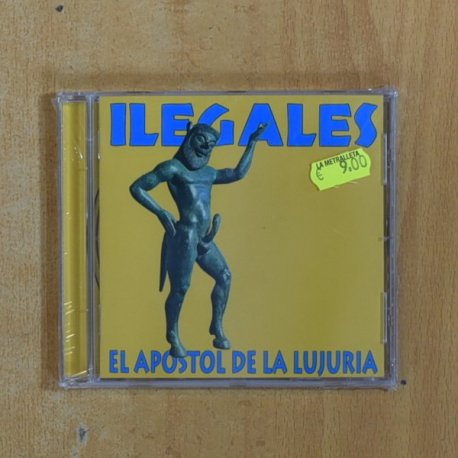 ILEGALES
LA METRALLETA
€ 9.00
EL APOSTOL DE LA LUJURIA